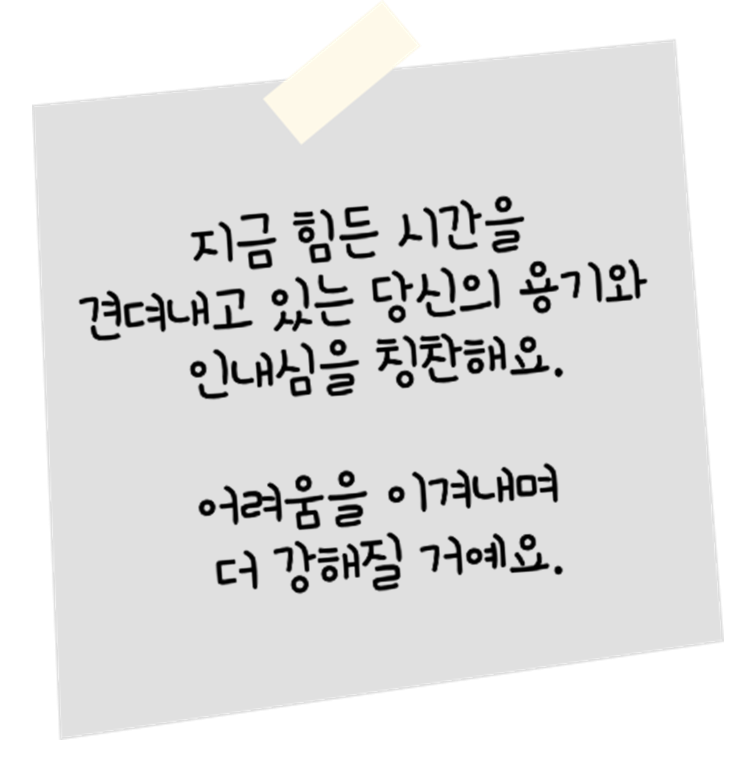 지금 힘든 시간을
견뎌내고 있는 당신의 용기와
인내심을 칭찬해요.
어려움을 이겨내며
더 강해질 거예요.